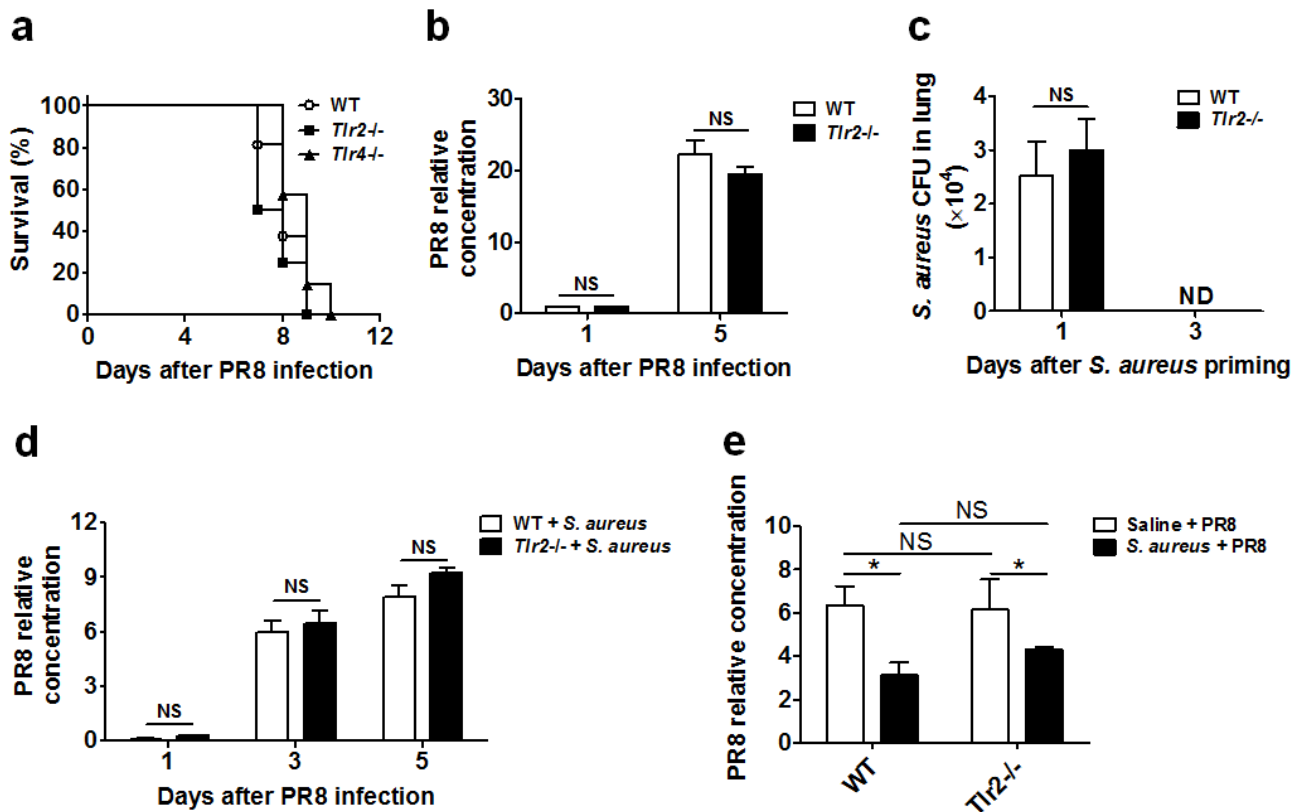 a
Survival (%)
100
80
60
40
20
0
0 4 8 12
Days after PR8 infection
WT
Tlr2-/-
Tlr4-/-
b
PR8 relative
concentration
30
20
10
0
NS
NS
1 5
Days after PR8 infection
WT
Tlr2-/-
c
S. aureus CFU in lung
(×10⁴)
4
3
2
1
0
NS
ND
1 3
Days after S. aureus priming
WT
Tlr2-/-
d
PR8 relative
concentration
12
9
6
3
0
NS
NS
NS
1 3 5
Days after PR8 infection
WT + S. aureus
Tlr2-/- + S. aureus
e
PR8 relative concentration
10
8
6
4
2
0
NS
NS
* *
WT Tlr2-/-
Saline + PR8
S. aureus + PR8